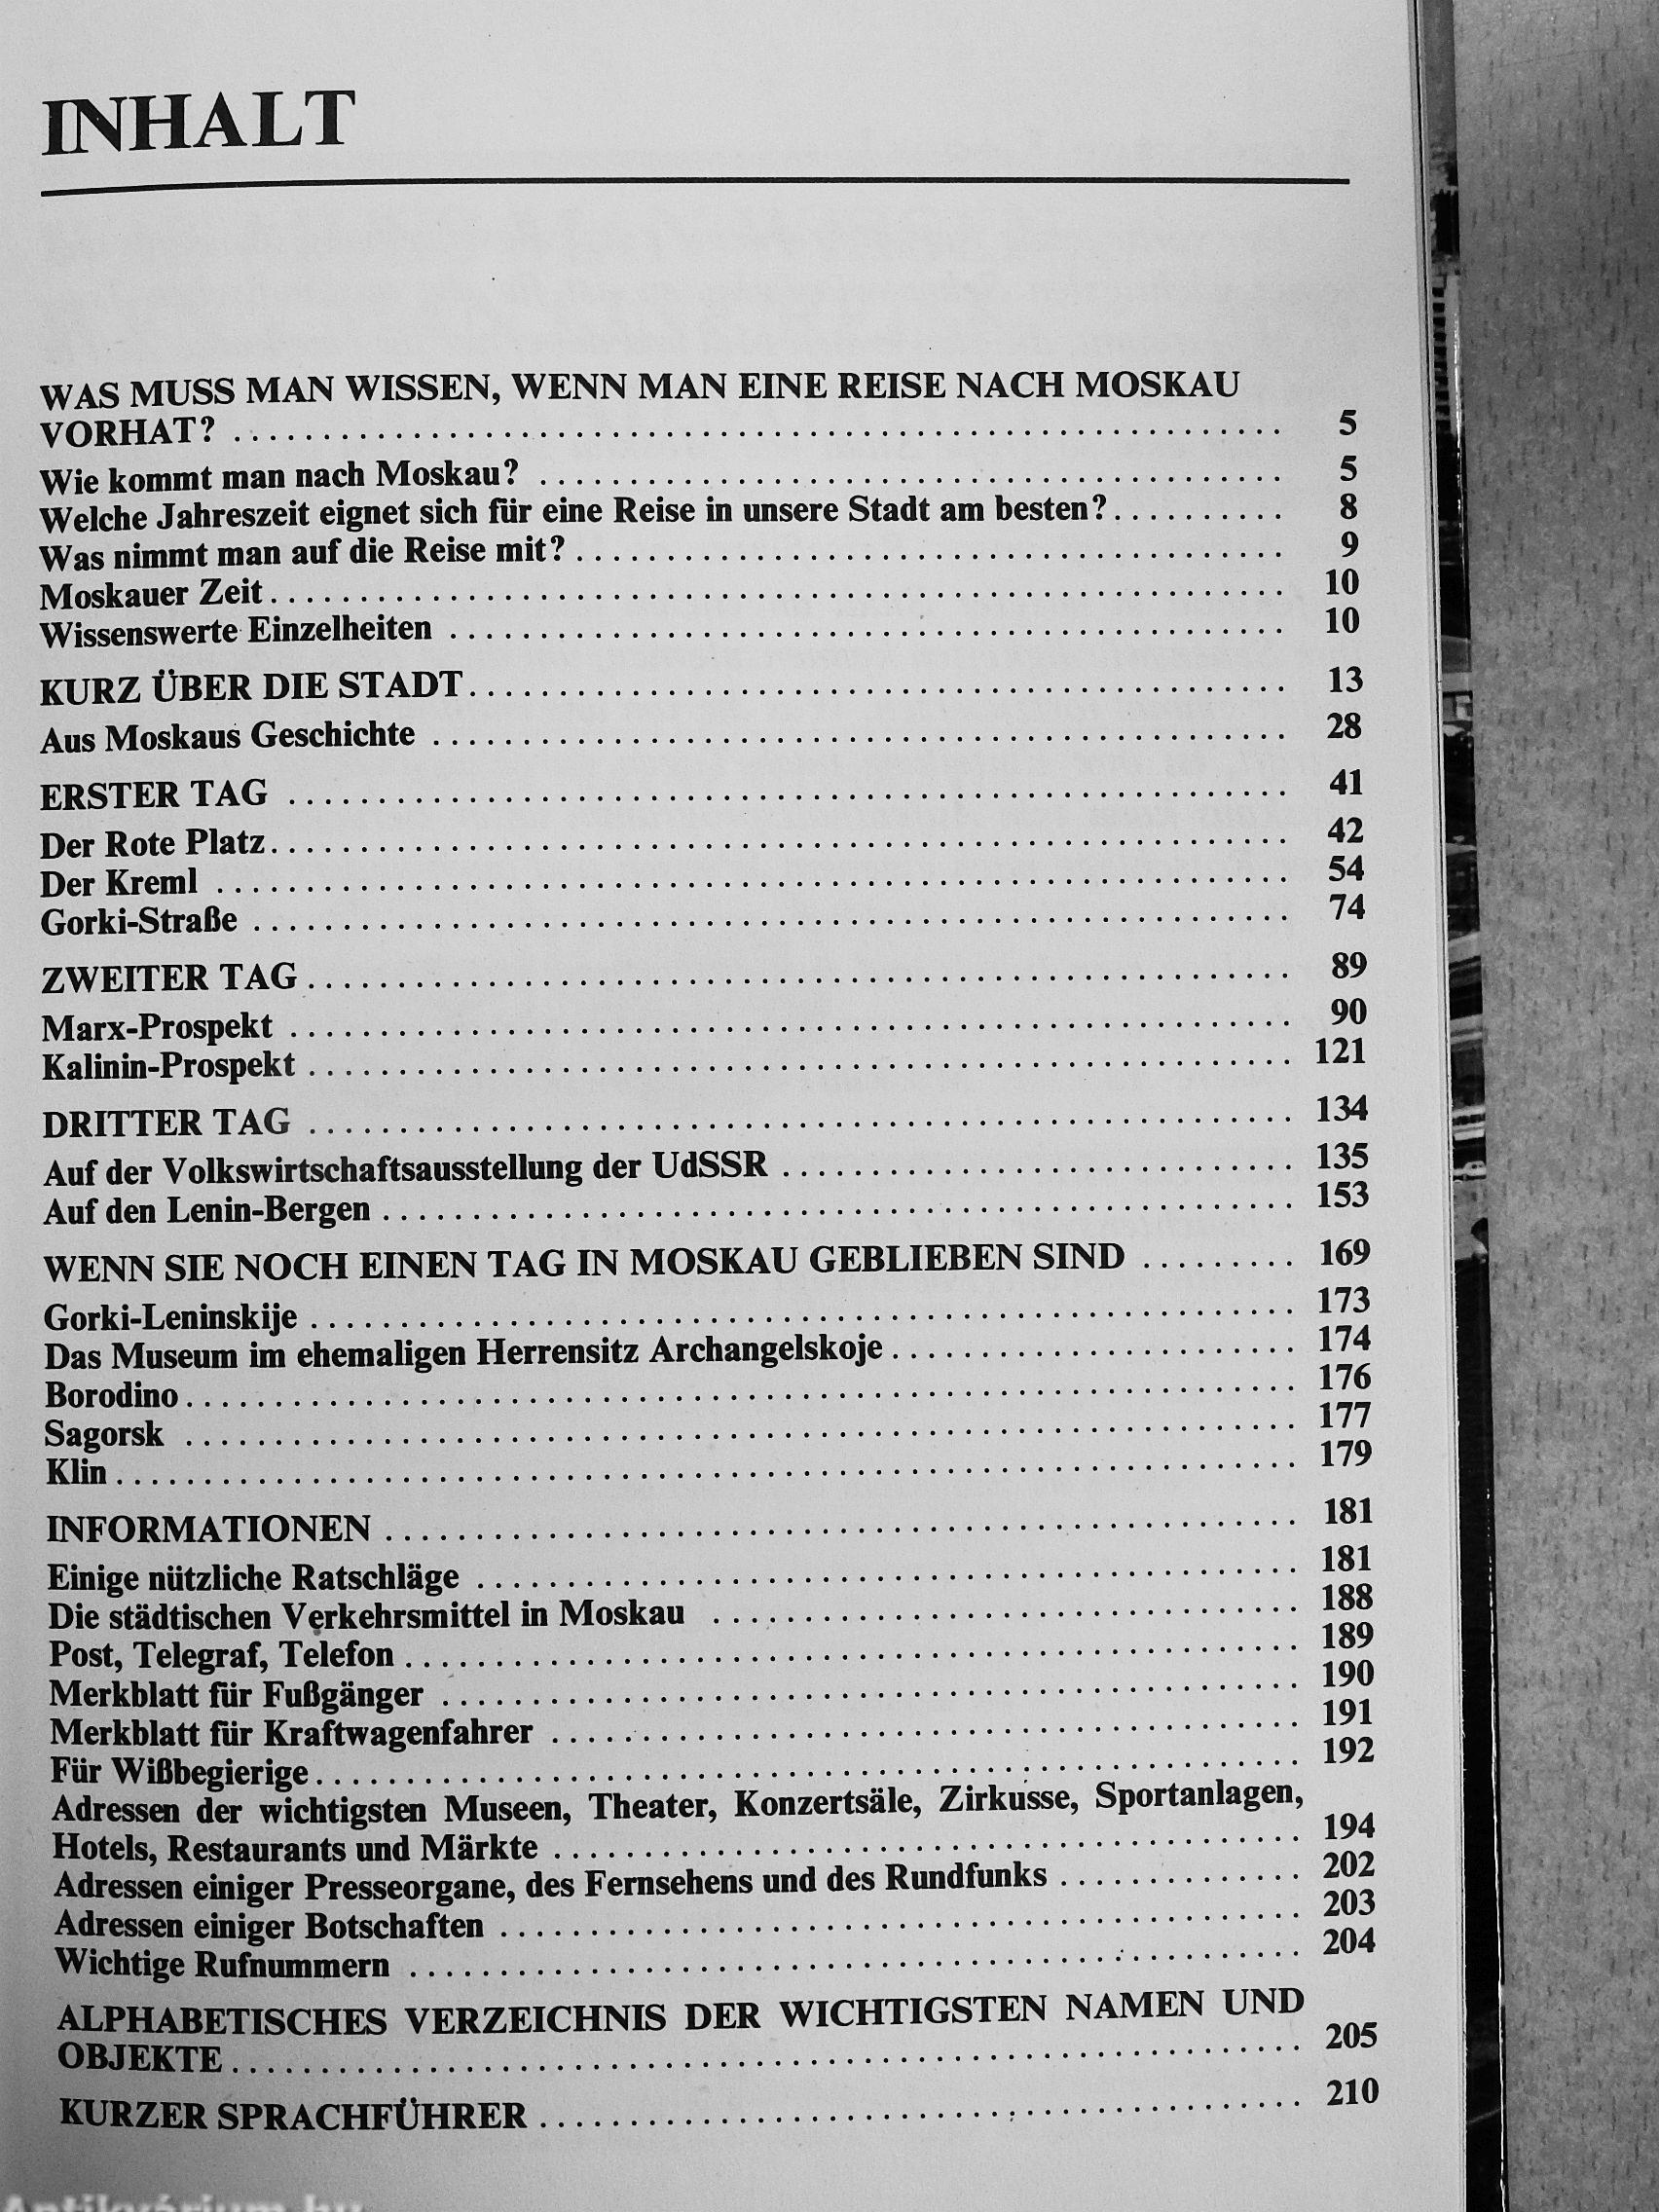 INHALT
WAS MUSS MAN WISSEN, WENN MAN EINE REISE NACH MOSKAU
VORHAT? 5
Wie kommt man nach Moskau? 5
Welche Jahreszeit eignet sich für eine Reise in unsere Stadt am besten? 8
Was nimmt man auf die Reise mit? 9
Moskauer Zeit 10
Wissenswerte Einzelheiten 10
KURZ ÜBER DIE STADT 13
Aus Moskaus Geschichte 28
ERSTER TAG 41
Der Rote Platz 42
Der Kreml 54
Gorki-Straße 74
ZWEITER TAG 89
Marx-Prospekt 90
Kalinin-Prospekt 121
DRITTER TAG 134
Auf der Volkswirtschaftsausstellung der UdSSR 135
Auf den Lenin-Bergen 153
WENN SIE NOCH EINEN TAG IN MOSKAU GEBLIEBEN SIND 169
Gorki-Leninskije 173
Das Museum im ehemaligen Herrensitz Archangelskoje 174
Borodino 176
Sagorsk 177
Klin 179
INFORMATIONEN 181
Einige nützliche Ratschläge 181
Die städtischen Verkehrsmittel in Moskau 188
Post, Telegraf, Telefon 189
Merkblatt für Fußgänger 190
Merkblatt für Kraftwagenfahrer 191
Für Wißbegierige 192
Adressen der wichtigsten Museen, Theater, Konzertsäle, Zirkusse, Sportanlagen,
Hotels, Restaurants und Märkte 194
Adressen einiger Presseorgane, des Fernsehens und des Rundfunks 202
Adressen einiger Botschaften 203
Wichtige Rufnummern 204
ALPHABETISCHES VERZEICHNIS DER WICHTIGSTEN NAMEN UND
OBJEKTE 205
KURZER SPRACHFÜHRER 210
Antikvárium.hu